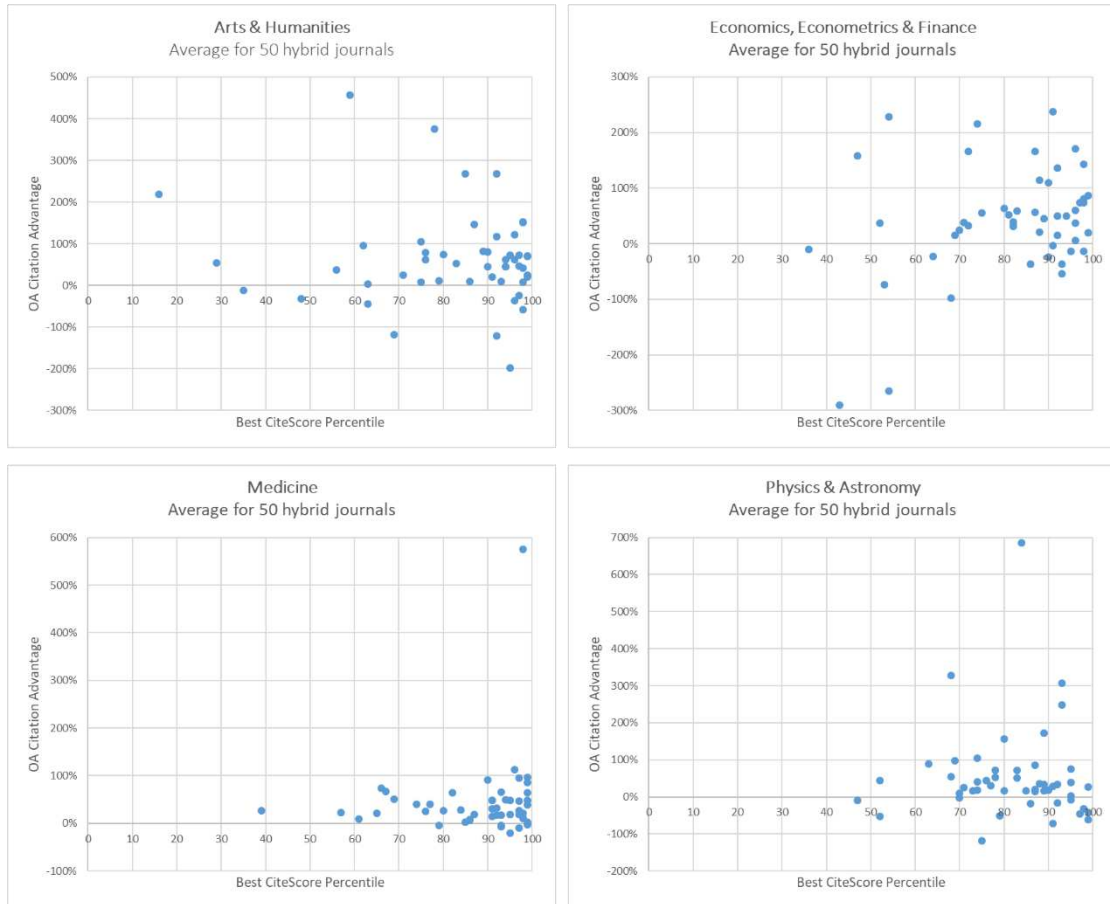 Arts & Humanities
Average for 50 hybrid journals
500%
400%
300%
200%
100%
0%
-100%
-200%
-300%
0 10 20 30 40 50 60 70 80 90 100
OA Citation Advantage
Best CiteScore Percentile
Economics, Econometrics & Finance
Average for 50 hybrid journals
300%
200%
100%
0%
-100%
-200%
-300%
0 10 20 30 40 50 60 70 80 90 100
OA Citation Advantage
Best CiteScore Percentile
Medicine
Average for 50 hybrid journals
600%
500%
400%
300%
200%
100%
0%
-100%
0 10 20 30 40 50 60 70 80 90 100
OA Citation Advantage
Best CiteScore Percentile
Physics & Astronomy
Average for 50 hybrid journals
700%
600%
500%
400%
300%
200%
100%
0%
-100%
-200%
0 10 20 30 40 50 60 70 80 90 100
OA Citation Advantage
Best CiteScore Percentile